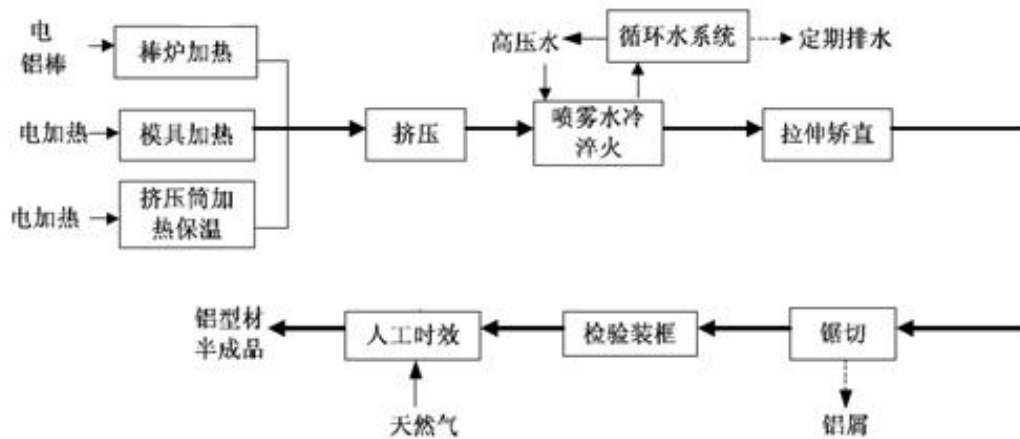 电
铝棒
棒炉加热
电加热
模具加热
电加热
挤压筒加
热保温
挤压
高压水
循环水系统
定期排水
喷雾水冷
淬火
拉伸矫直
铝型材
半成品
人工时效
天然气
检验装框
锯切
铝屑